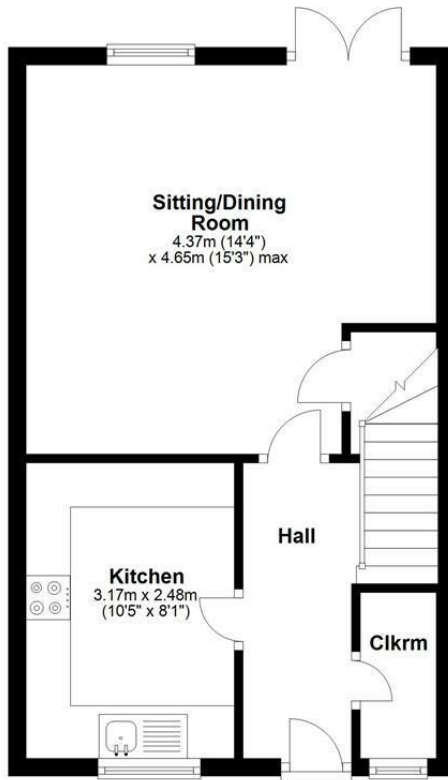 Sitting/Dining
Room
4.37m (14'4")
x 4.65m (15'3") max
Hall
Kitchen
3.17m x 2.48m
(10'5" x 8'1")
Clkrm